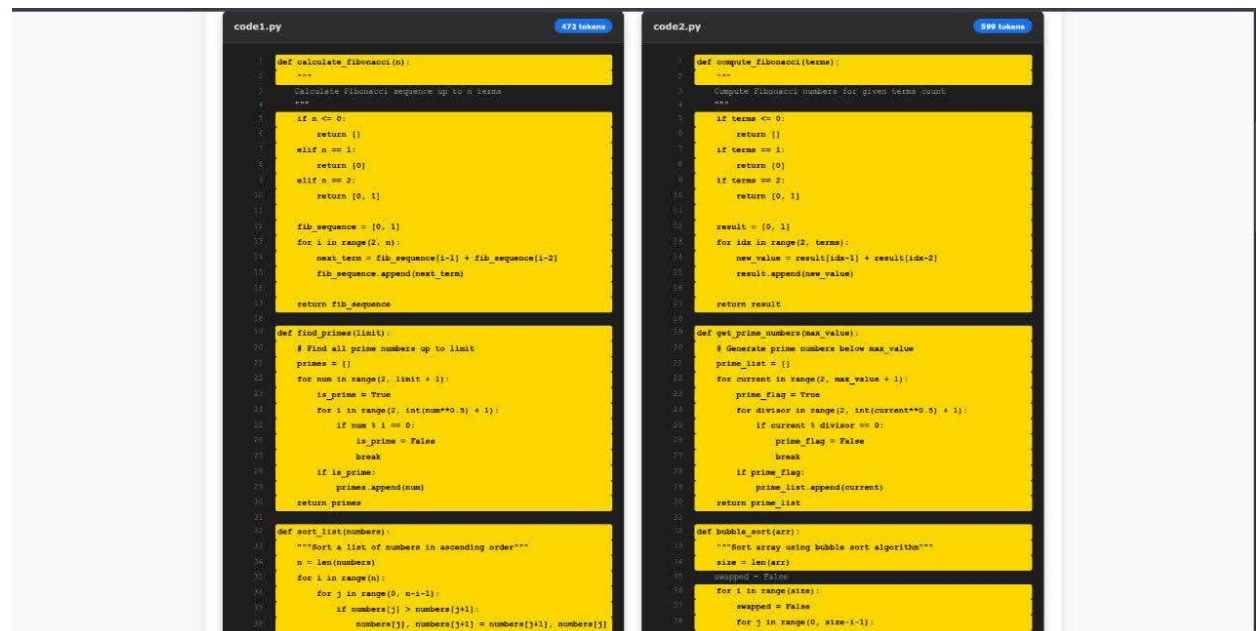 code1.py
472 tokens
1 def calculate_fibonacci(n):
2 """
3 Calculate Fibonacci sequence up to n terms
4 """
5 if n <= 0:
6 return []
7 elif n == 1:
8 return [0]
9 elif n == 2:
10 return [0, 1]
11
12 fib_sequence = [0, 1]
13 for i in range(2, n):
14 next_term = fib_sequence[i-1] + fib_sequence[i-2]
15 fib_sequence.append(next_term)
16
17 return fib_sequence
18
19 def find_primes(limit):
20 # Find all prime numbers up to limit
21 primes = []
22 for num in range(2, limit + 1):
23 is_prime = True
24 for i in range(2, int(num**0.5) + 1):
25 if num % i == 0:
26 is_prime = False
27 break
28 if is_prime:
29 primes.append(num)
30 return primes
31
32 def sort_list(numbers):
33 """Sort a list of numbers in ascending order"""
34 n = len(numbers)
35 for i in range(n):
36 for j in range(0, n-i-1):
37 if numbers[j] > numbers[j+1]:
38 numbers[j], numbers[j+1] = numbers[j+1], numbers[j]
code2.py
599 tokens
1 def compute_fibonacci(terms):
2 """
3 Compute Fibonacci numbers for given terms count
4 """
5 if terms <= 0:
6 return []
7 if terms == 1:
8 return [0]
9 if terms == 2:
10 return [0, 1]
11
12 result = [0, 1]
13 for idx in range(2, terms):
14 new_value = result[idx-1] + result[idx-2]
15 result.append(new_value)
16
17 return result
18
19 def get_prime_numbers(max_value):
20 # Generate prime numbers below max_value
21 prime_list = []
22 for current in range(2, max_value + 1):
23 prime_flag = True
24 for divisor in range(2, int(current**0.5) + 1):
25 if current % divisor == 0:
26 prime_flag = False
27 break
28 if prime_flag:
29 prime_list.append(current)
30 return prime_list
31
32 def bubble_sort(arr):
33 """Sort array using bubble sort algorithm"""
34 size = len(arr)
35 swapped = False
36 for i in range(size):
37 swapped = False
38 for j in range(0, size-i-1):